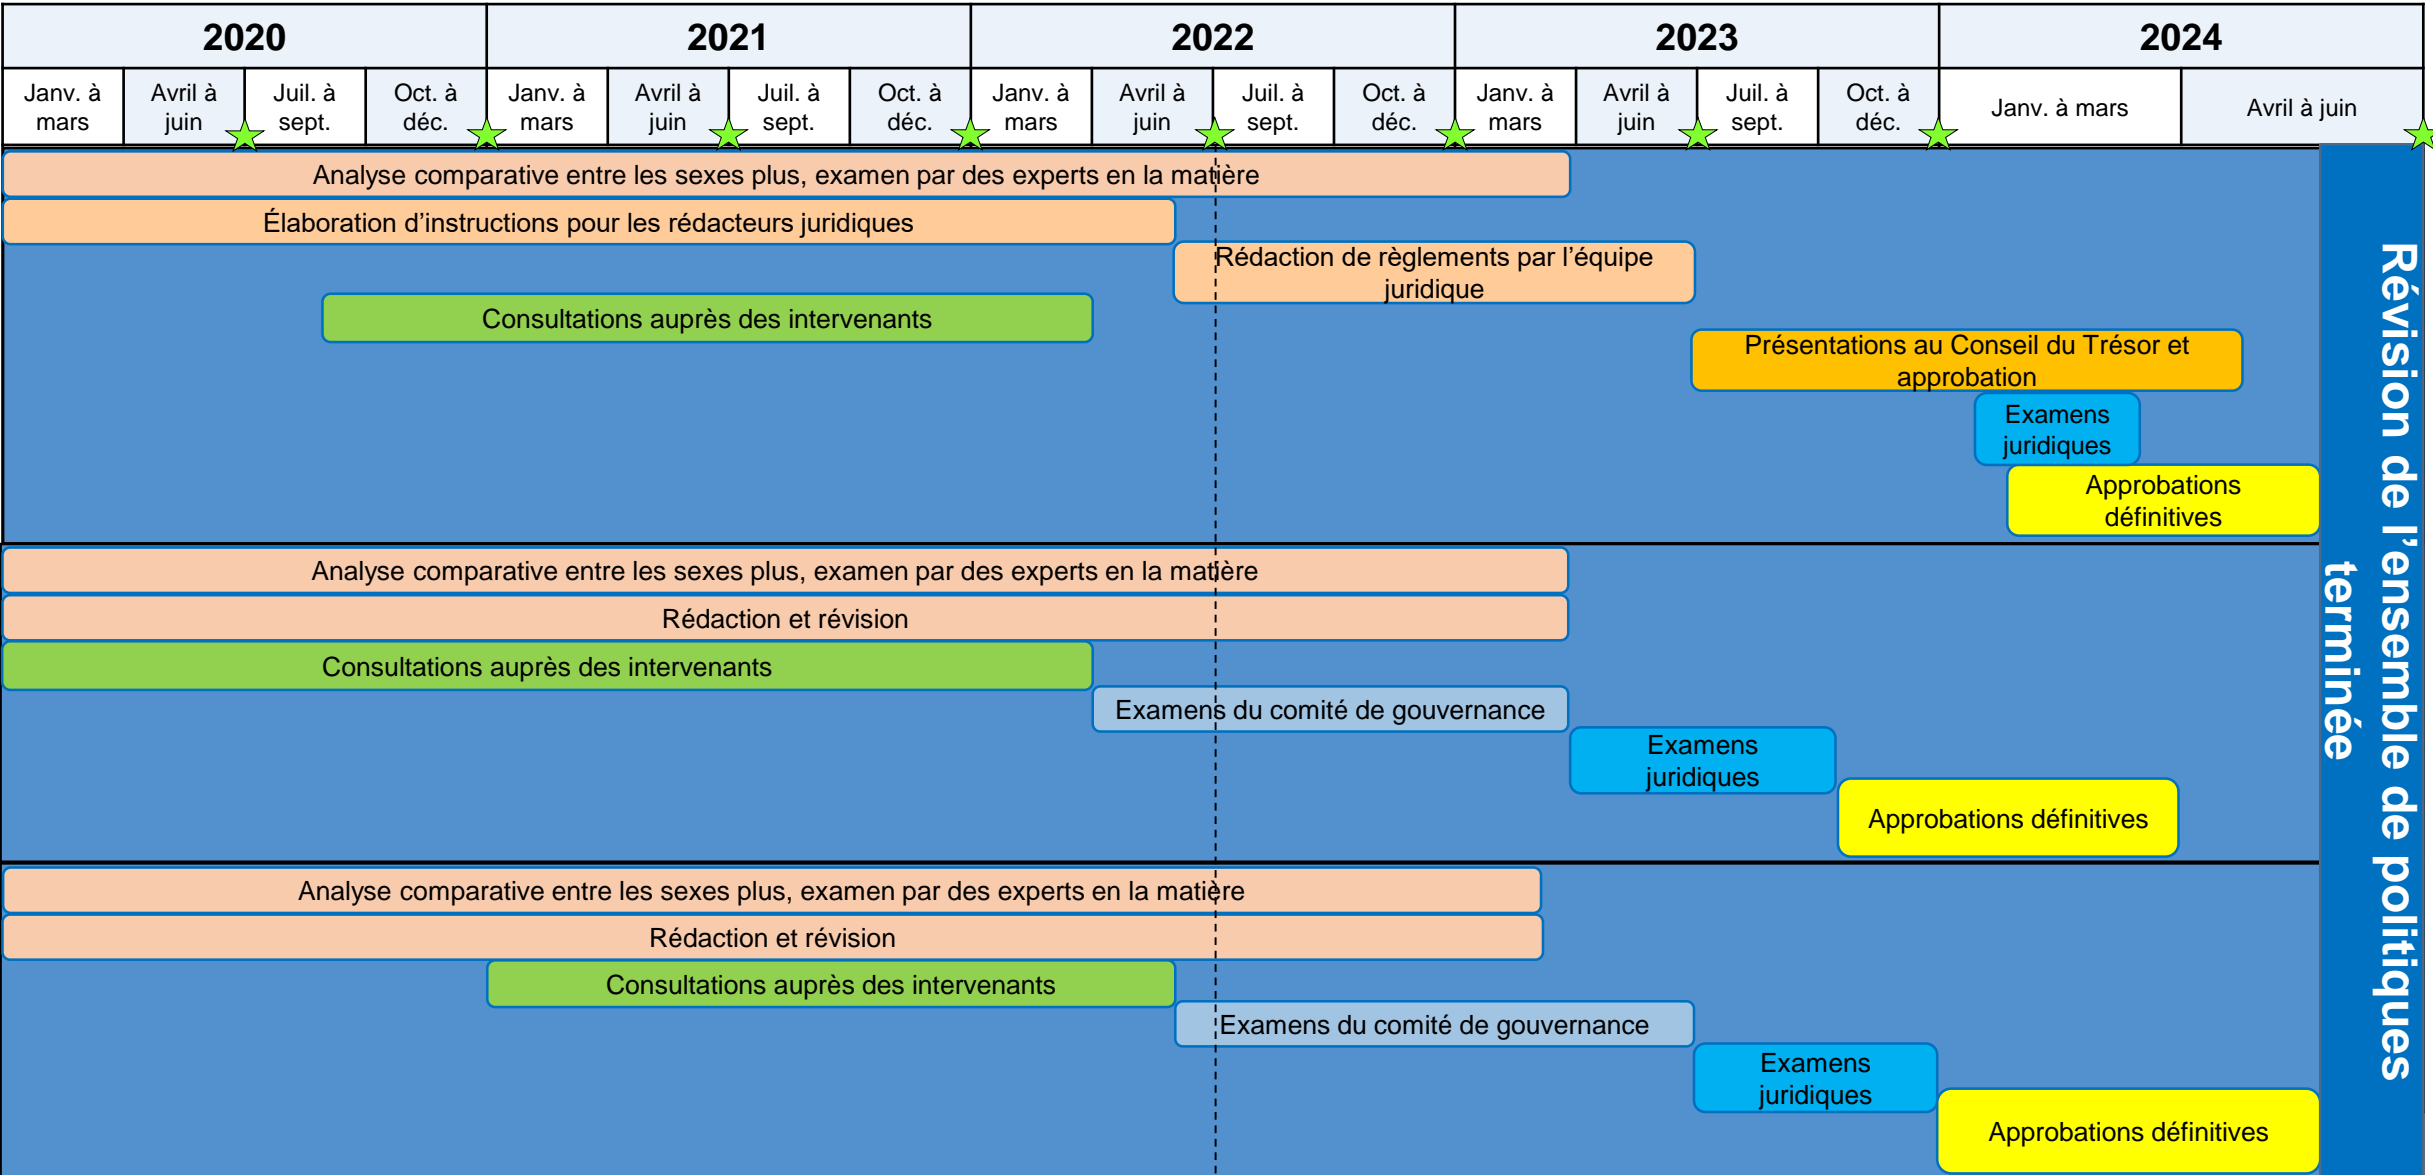 2020
2021
2022
2023
2024
Janv. à
mars
Avril à
juin
Juil. à
sept.
Oct. à
déc.
Janv. à
mars
Avril à
juin
Juil. à
sept.
Oct. à
déc.
Janv. à
mars
Avril à
juin
Juil. à
sept.
Oct. à
déc.
Janv. à
mars
Avril à
juin
Juil. à
sept.
Oct. à
déc.
Janv. à mars
Avril à juin
Analyse comparative entre les sexes plus, examen par des experts en la matière
Élaboration d’instructions pour les rédacteurs juridiques
Rédaction de règlements par l’équipe
juridique
Consultations auprès des intervenants
Présentations au Conseil du Trésor et
approbation
Examens
juridiques
Approbations
définitives
Analyse comparative entre les sexes plus, examen par des experts en la matière
Rédaction et révision
Consultations auprès des intervenants
Examens du comité de gouvernance
Examens
juridiques
Approbations définitives
Analyse comparative entre les sexes plus, examen par des experts en la matière
Rédaction et révision
Consultations auprès des intervenants
Examens du comité de gouvernance
Examens
juridiques
Approbations définitives
Révision de l’ensemble de politiques
terminée